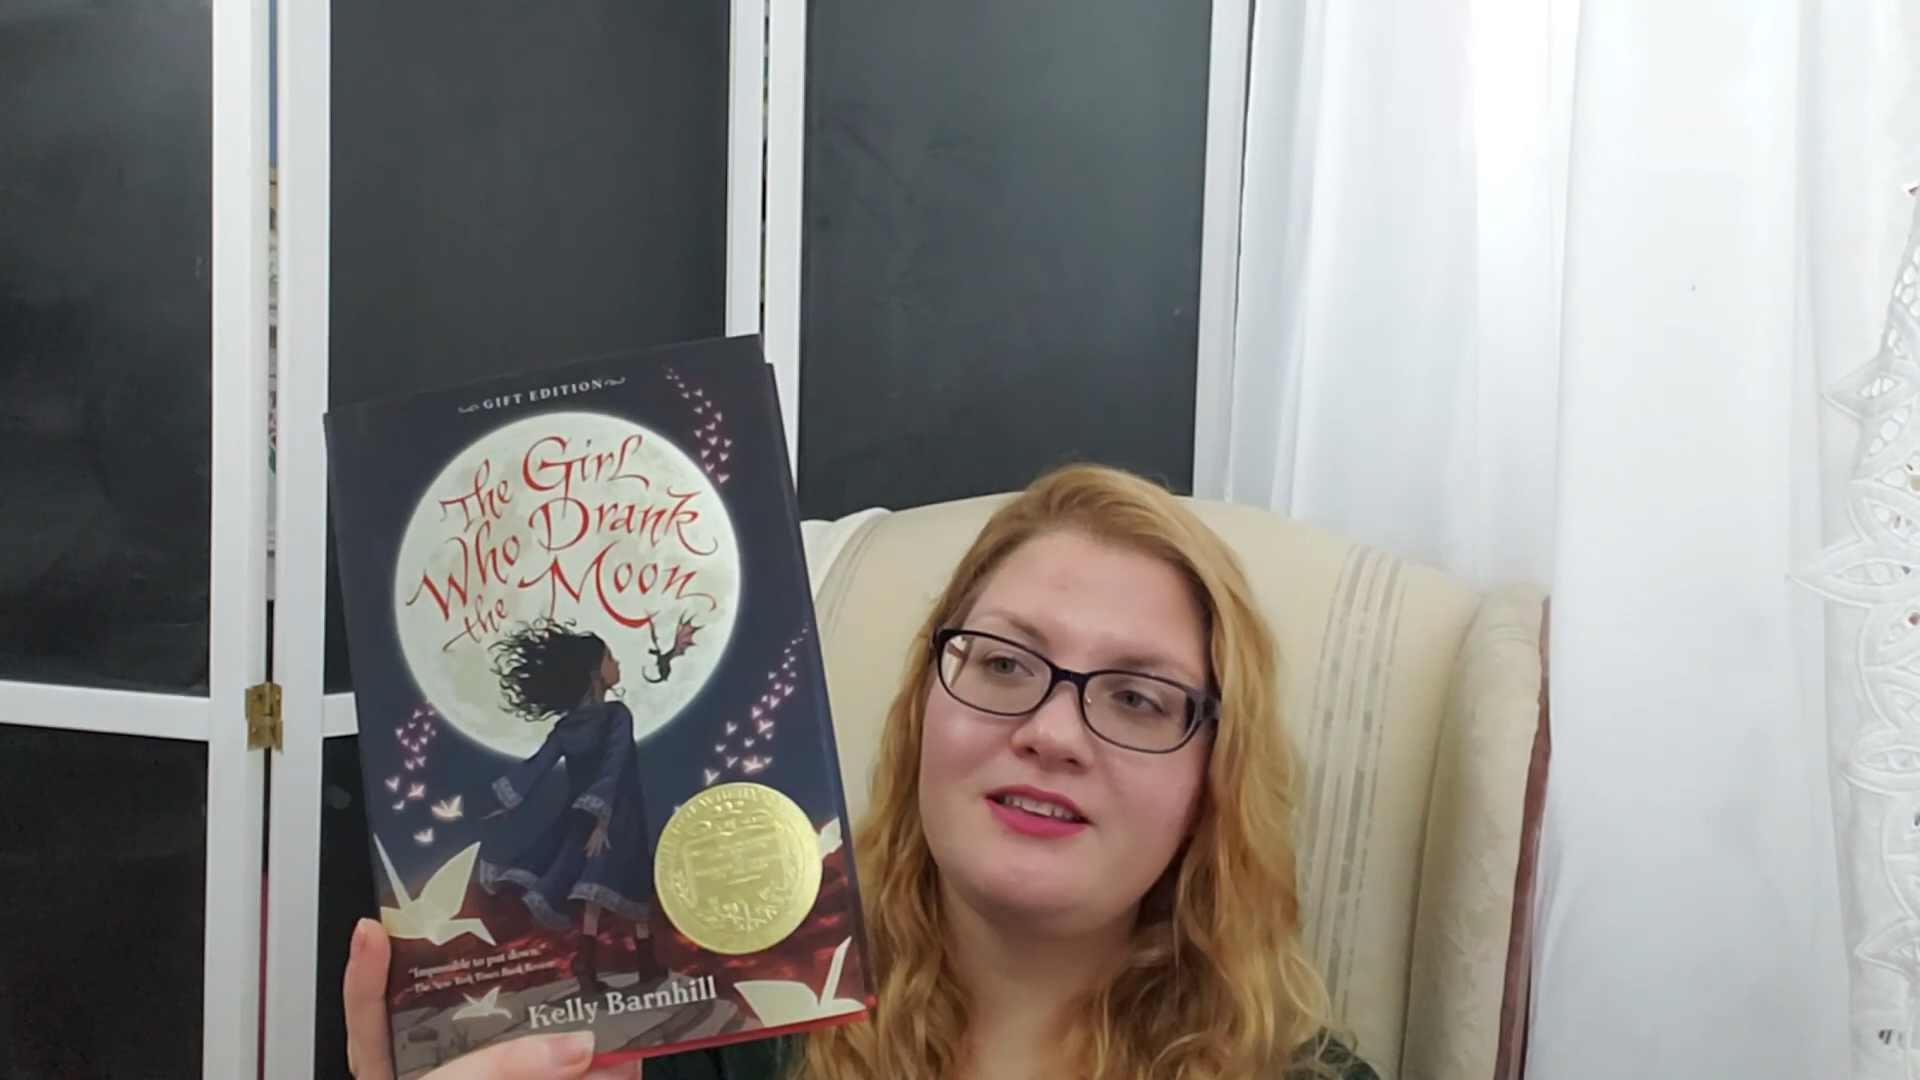 GIFT EDITION
The Girl
Who Drank
the Moon
"Impossible to put down."
—The New York Times Book Review
Kelly Barnhill